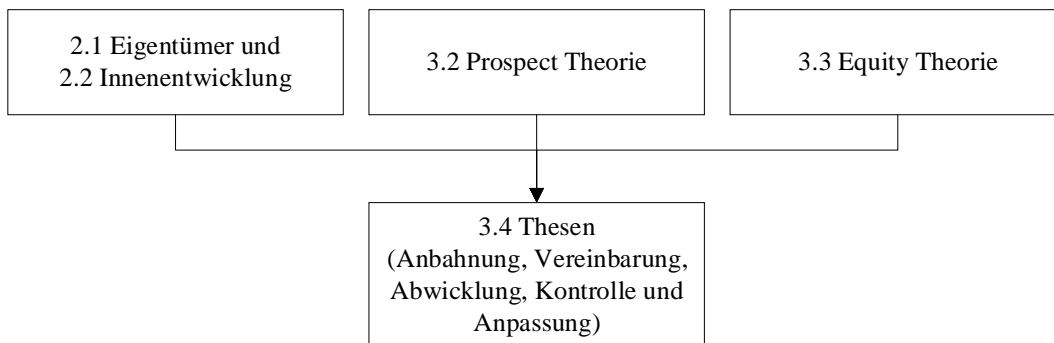 2.1 Eigentümer und
2.2 Innenentwicklung
3.2 Prospect Theorie
3.3 Equity Theorie
3.4 Thesen
(Anbahnung, Vereinbarung,
Abwicklung, Kontrolle und
Anpassung)